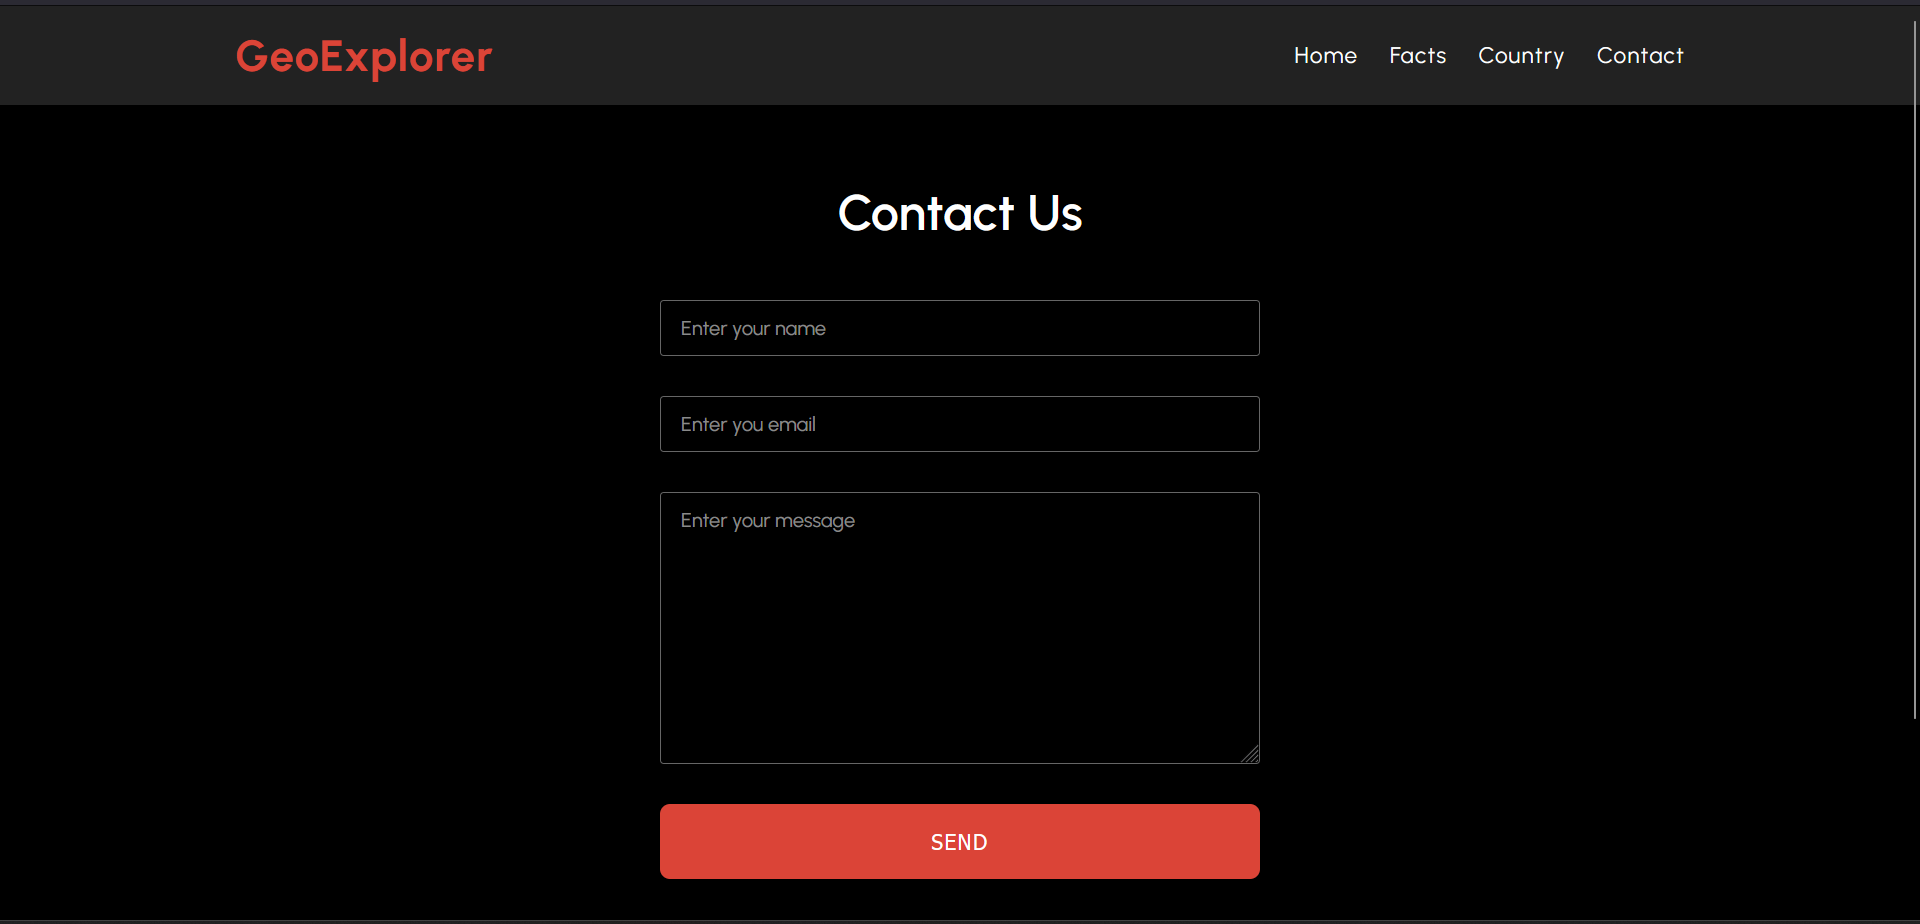 GeoExplorer Home Facts Country Contact
Contact Us
Enter your name
Enter you email
Enter your message
SEND